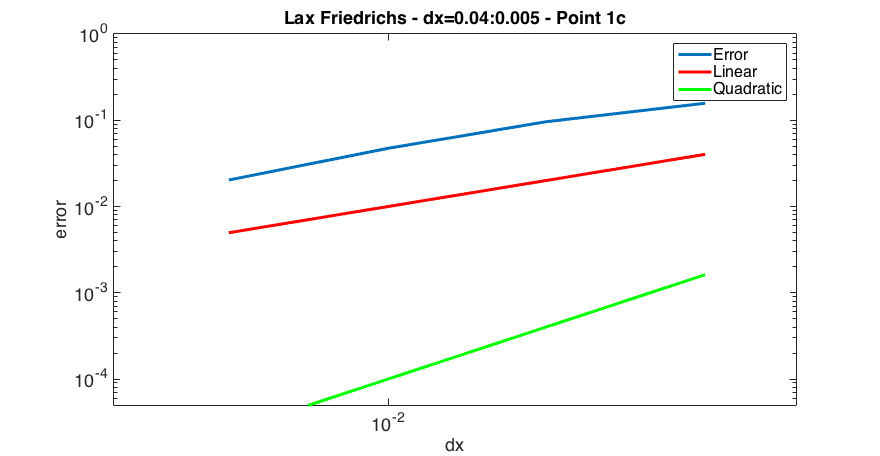 Lax Friedrichs - dx=0.04:0.005 - Point 1c
Error
Linear
Quadratic
10^0
10^-1
10^-2
10^-3
10^-4
error
10^-2
dx